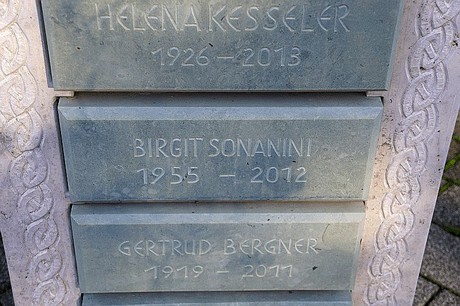 HELENA KESSELER
1926 – 2013
BIRGIT SONANINI
1955 – 2012
GERTRUD BERGNER
1919 – 2011